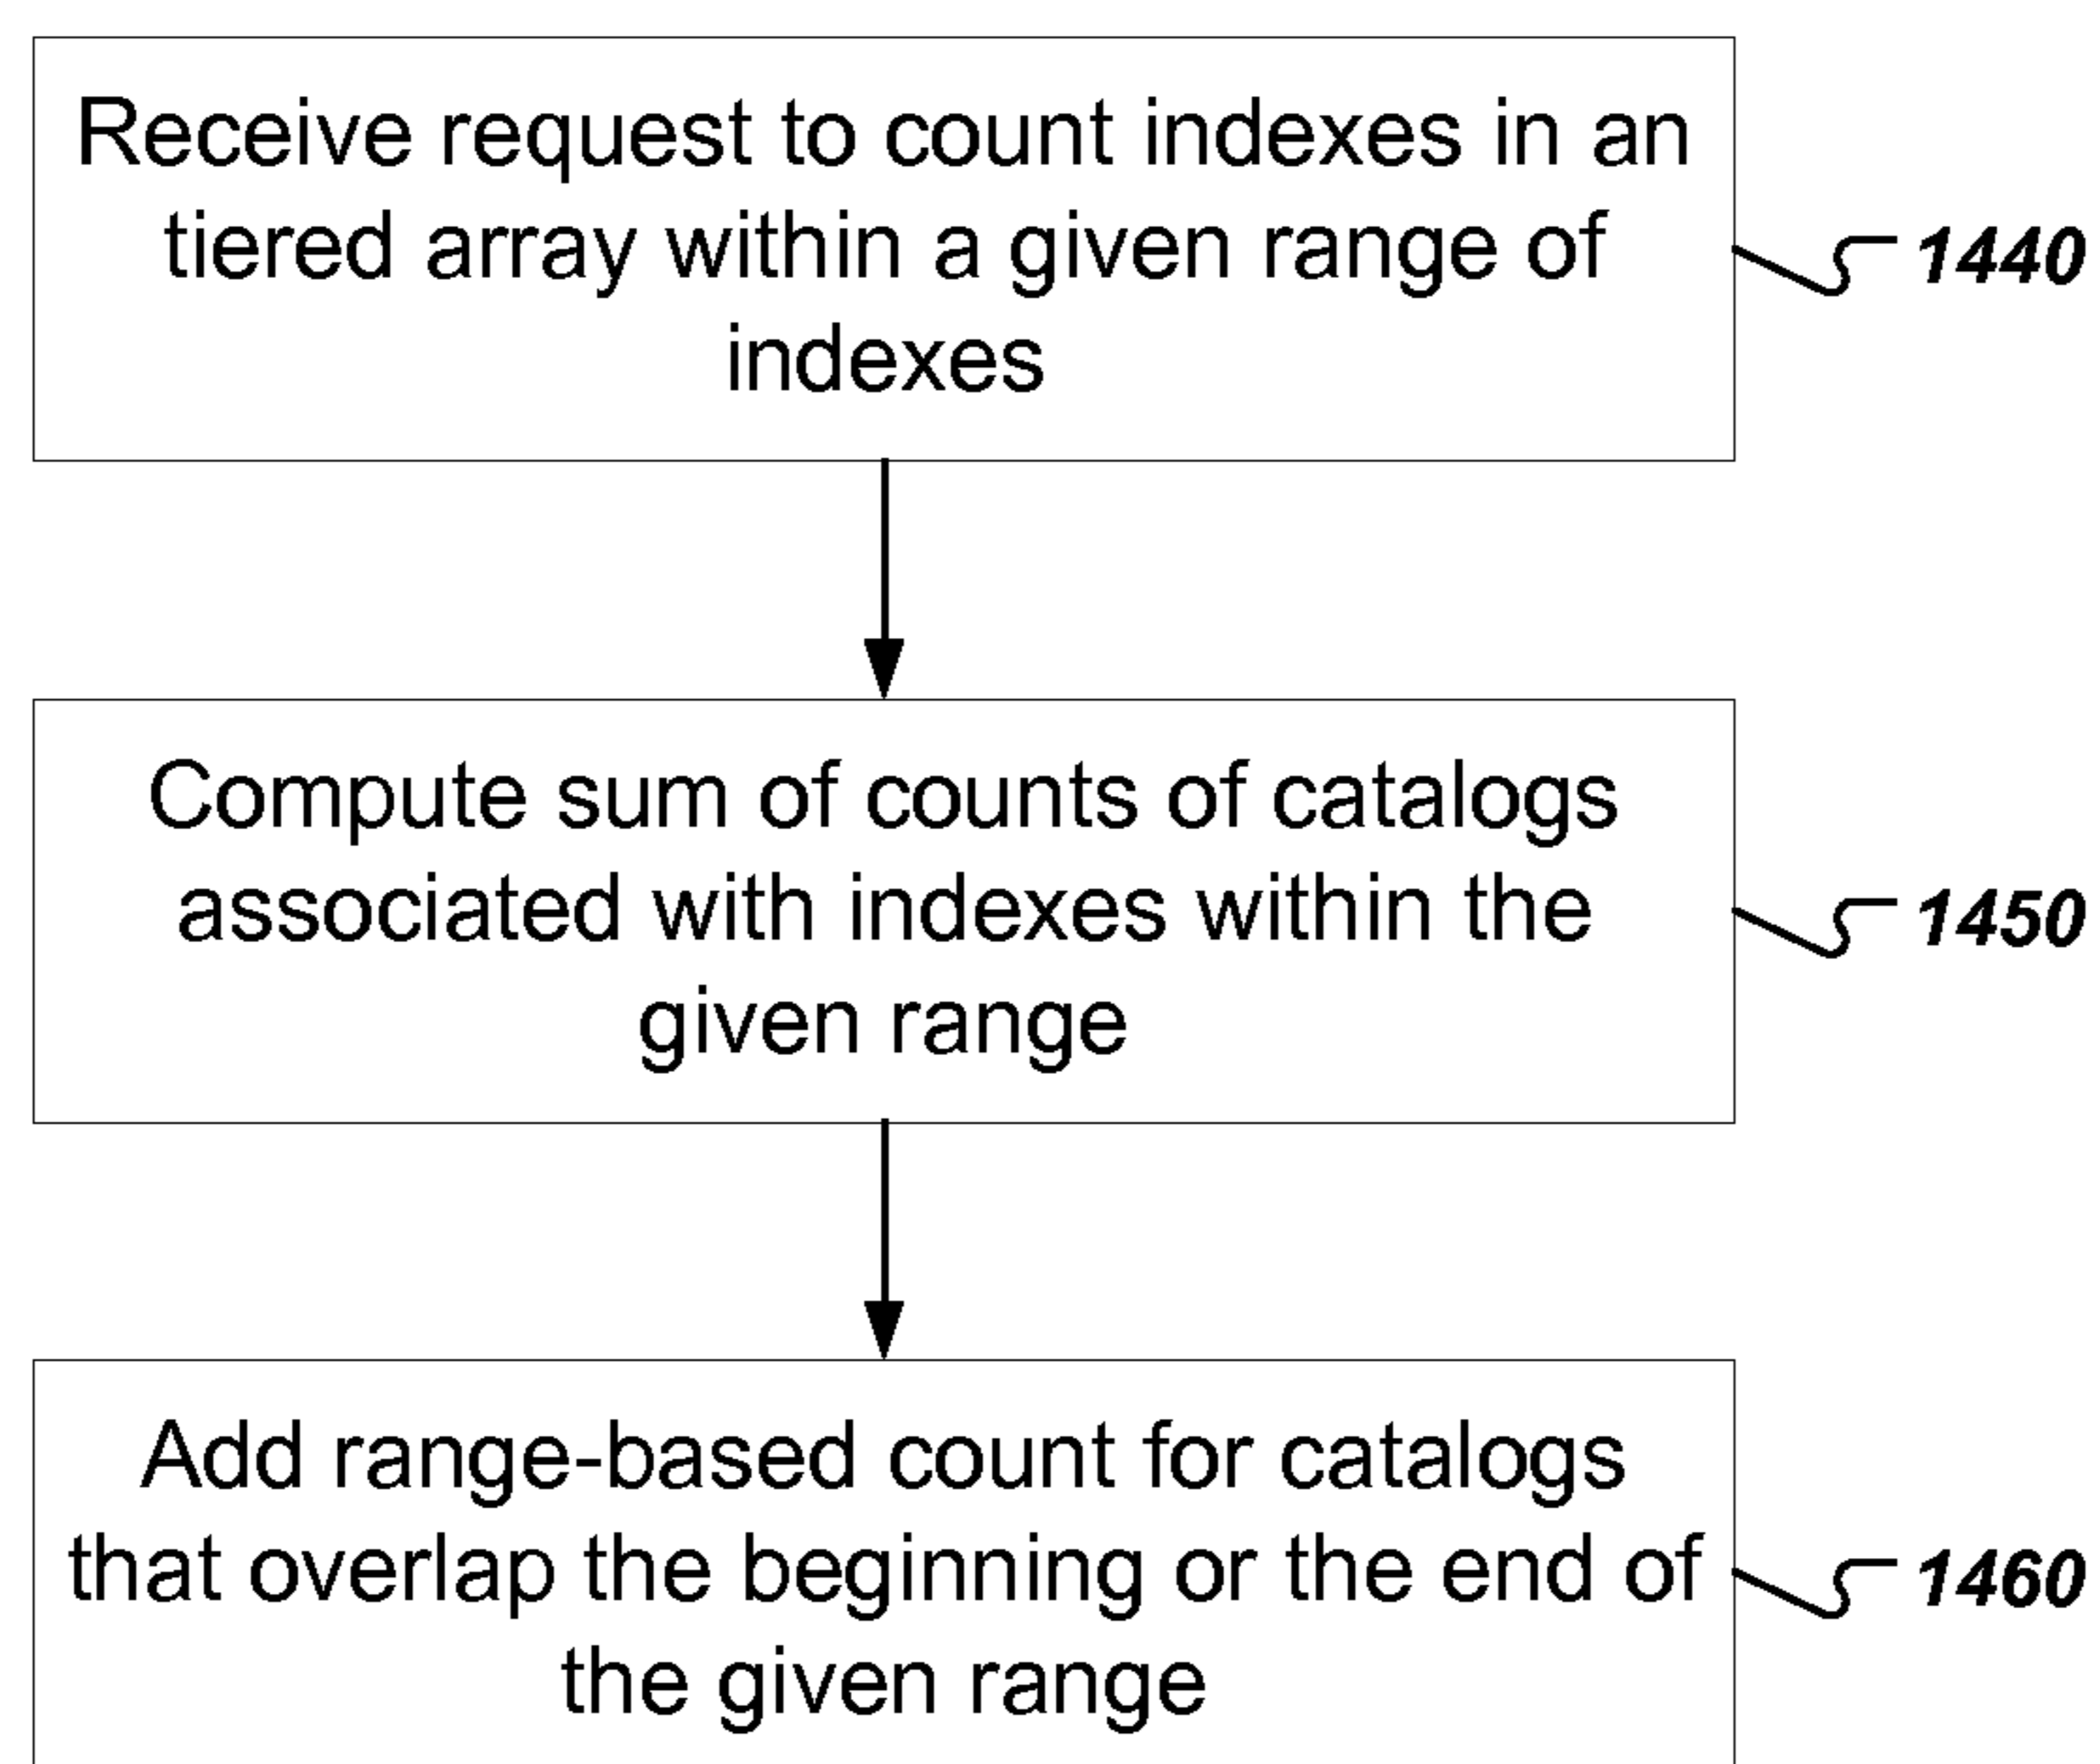 Receive request to count indexes in an
tiered array within a given range of
indexes
1440
Compute sum of counts of catalogs
associated with indexes within the
given range
1450
Add range-based count for catalogs
that overlap the beginning or the end of
the given range
1460